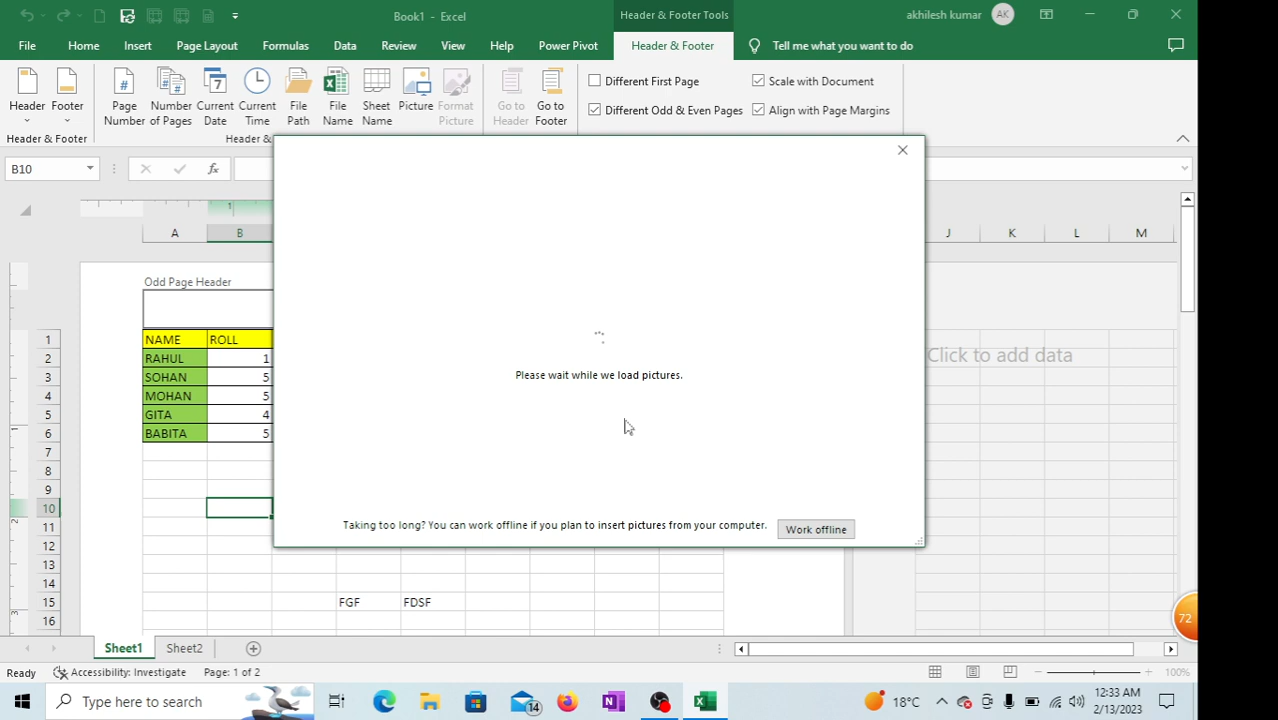 Book1 - Excel
Header & Footer Tools
akhilesh kumar
AK
File
Home
Insert
Page Layout
Formulas
Data
Review
View
Help
Power Pivot
Header & Footer
Tell me what you want to do
Header
Footer
Page Number
Number of Pages
Current Date
Current Time
File Path
File Name
Sheet Name
Picture
Format Picture
Go to Header
Go to Footer
Different First Page
Different Odd & Even Pages
Scale with Document
Align with Page Margins
Header & Footer
Header &
B10
fx
1
A B J K L M
Odd Page Header
1 NAME ROLL
2 RAHUL 1
3 SOHAN 5
4 MOHAN 5
5 GITA 4
6 BABITA 5
7
8
9
10
11
12
13
14
15 FGF FDSF
16
Click to add data
Please wait while we load pictures.
Taking too long? You can work offline if you plan to insert pictures from your computer.
Work offline
72
Sheet1
Sheet2
Ready
Accessibility: Investigate
Page: 1 of 2
100%
Type here to search
14
18°C
12:33 AM
2/13/2023